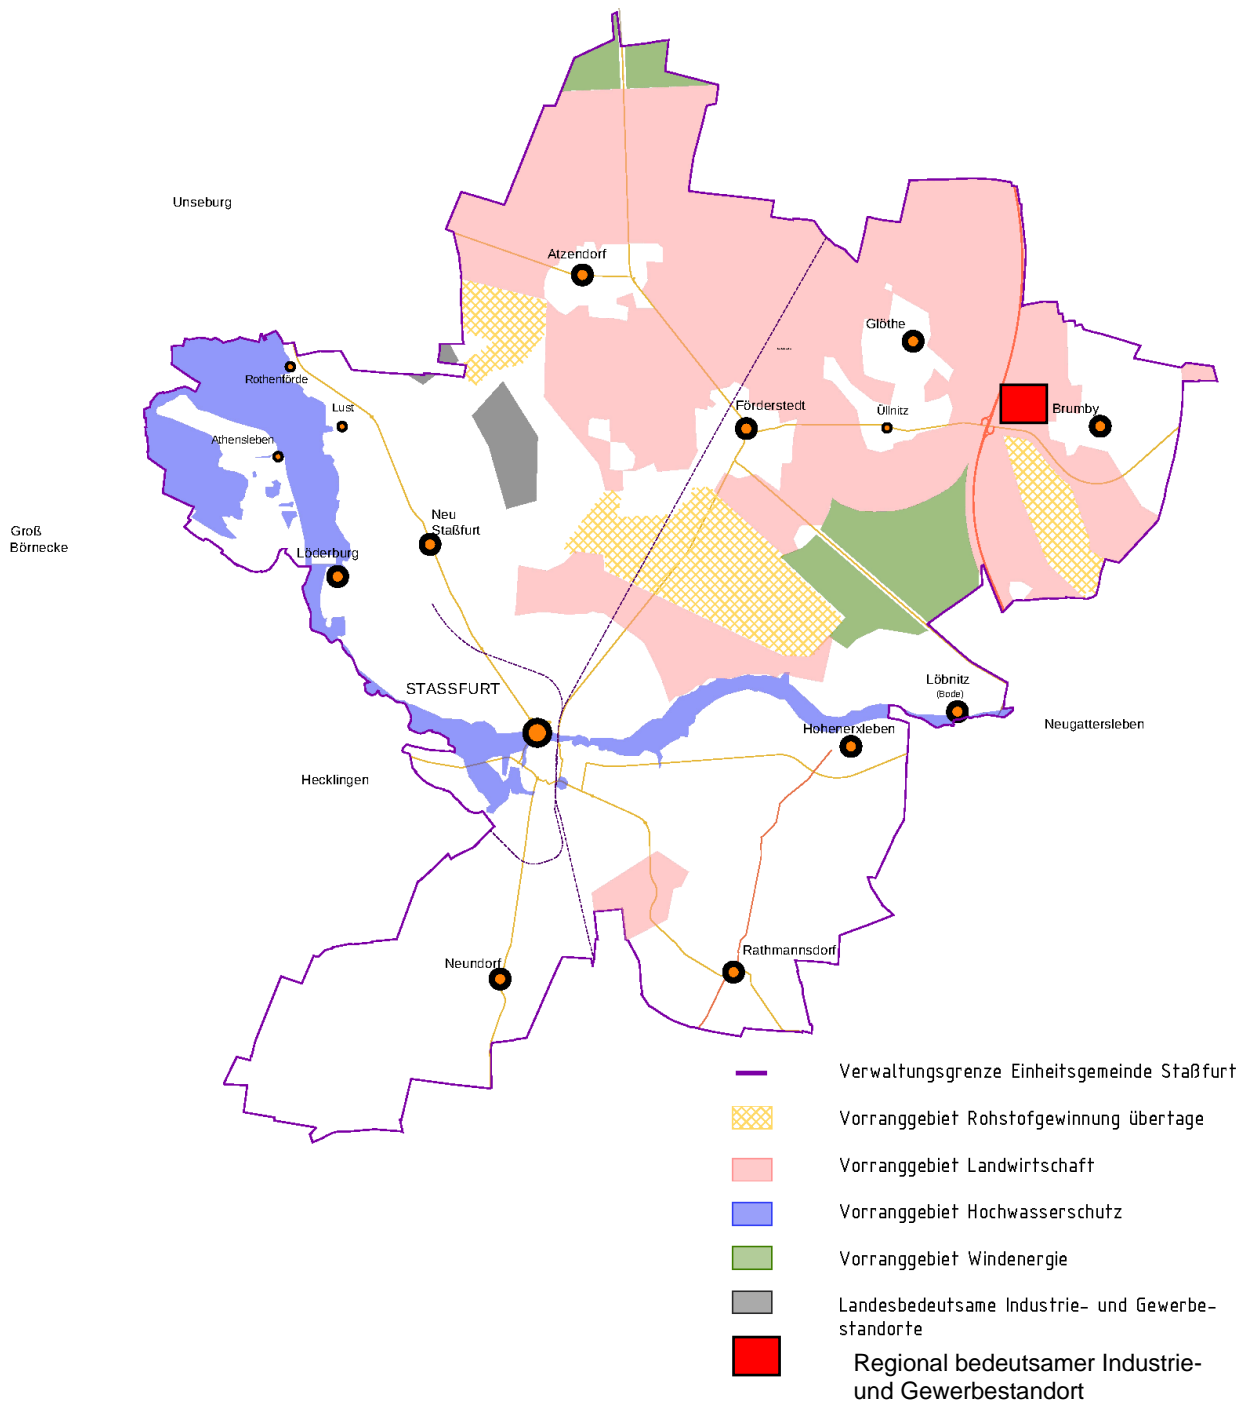 Unseburg
Atzendorf
Glöthe
Rothenförde
Lust
Förderstedt
Üllnitz
Brumby
Athensleben
Neu
Staßfurt
Groß
Börnecke
Löderburg
Löbnitz
(Bode)
STASSFURT
Neugattersleben
Hohenerxleben
Hecklingen
Rathmannsdorf
Neundorf
Verwaltungsgrenze Einheitsgemeinde Staßfurt
Vorranggebiet Rohstofgewinnung übertage
Vorranggebiet Landwirtschaft
Vorranggebiet Hochwasserschutz
Vorranggebiet Windenergie
Landesbedeutsame Industrie- und Gewerbe-
standorte
Regional bedeutsamer Industrie-
und Gewerbestandort